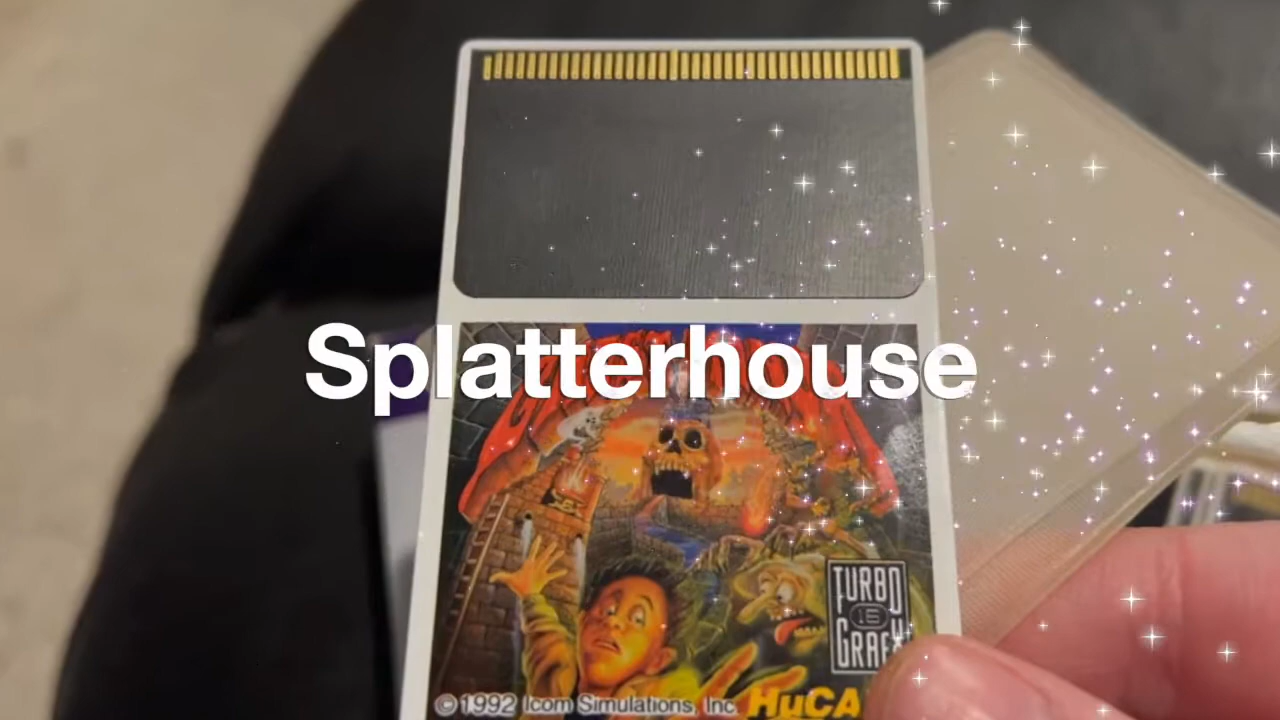 Splatterhouse
TURBO
16
GRAFX
© 1992 Icom Simulations, Inc. HuCA